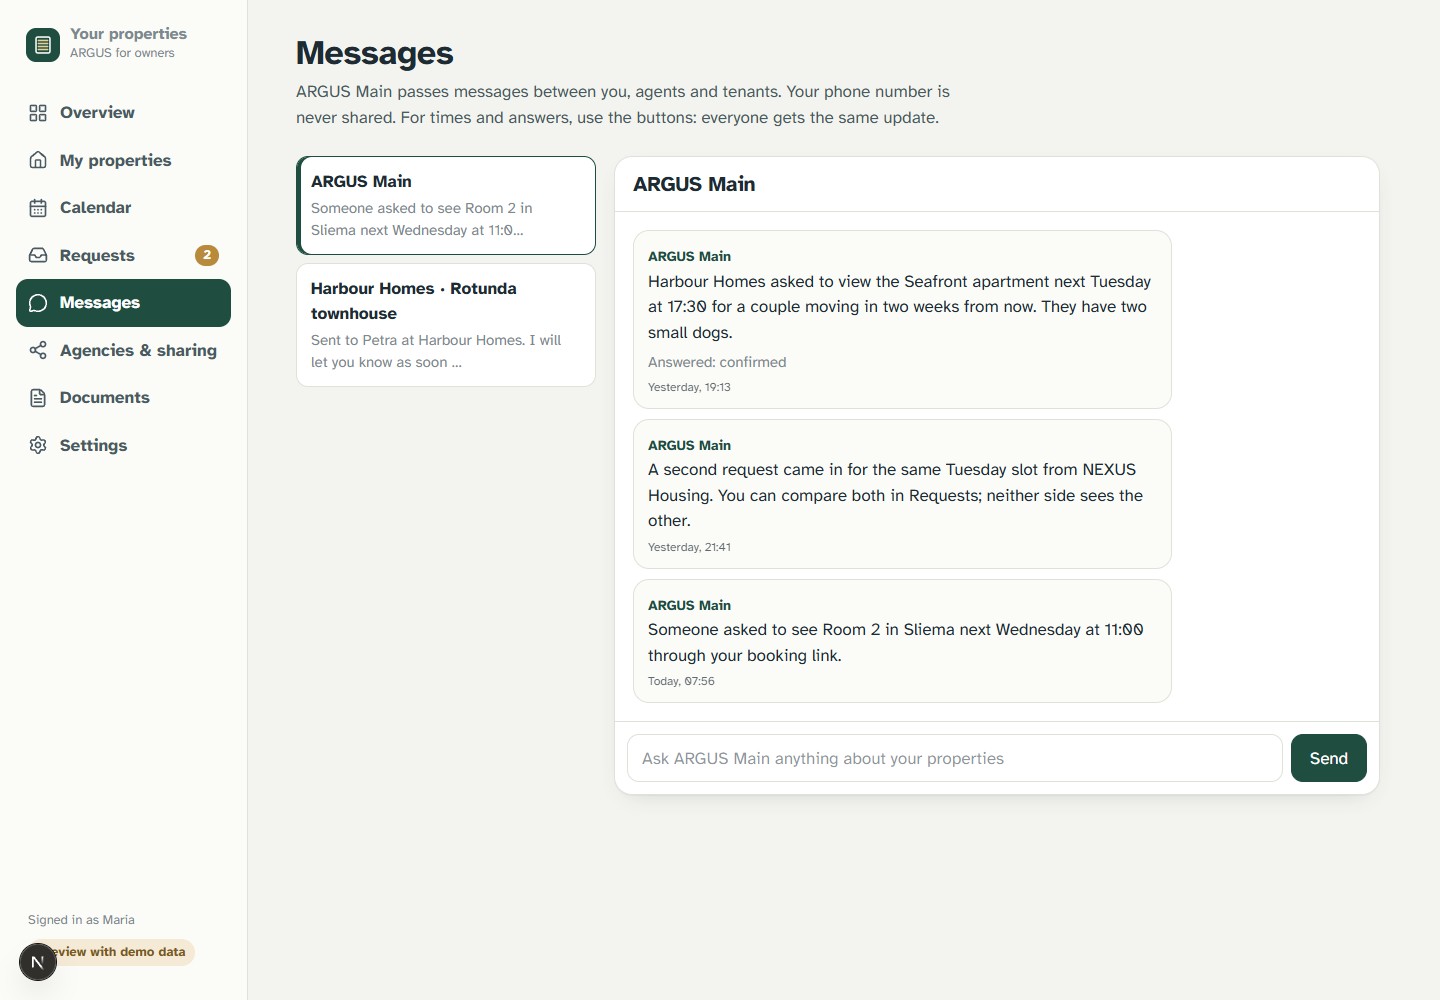 Your properties
ARGUS for owners
Overview
My properties
Calendar
Requests
2
Messages
Agencies & sharing
Documents
Settings
Signed in as Maria
view with demo data
N
Messages
ARGUS Main passes messages between you, agents and tenants. Your phone number is
never shared. For times and answers, use the buttons: everyone gets the same update.
ARGUS Main
Someone asked to see Room 2 in
Sliema next Wednesday at 11:0...
Harbour Homes · Rotunda
townhouse
Sent to Petra at Harbour Homes. I will
let you know as soon ...
ARGUS Main
ARGUS Main
Harbour Homes asked to view the Seafront apartment next Tuesday
at 17:30 for a couple moving in two weeks from now. They have two
small dogs.
Answered: confirmed
Yesterday, 19:13
ARGUS Main
A second request came in for the same Tuesday slot from NEXUS
Housing. You can compare both in Requests; neither side sees the
other.
Yesterday, 21:41
ARGUS Main
Someone asked to see Room 2 in Sliema next Wednesday at 11:00
through your booking link.
Today, 07:56
Ask ARGUS Main anything about your properties
Send